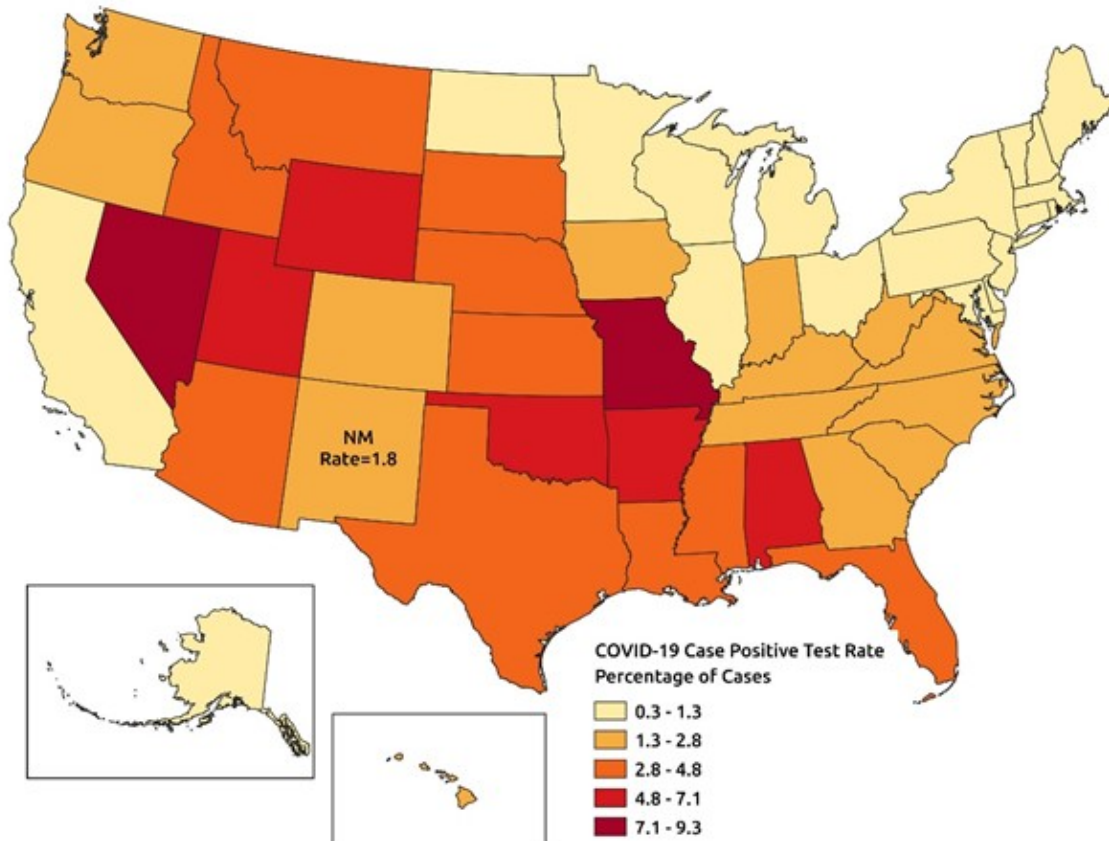 NM
Rate=1.8
COVID-19 Case Positive Test Rate
Percentage of Cases
0.3 - 1.3
1.3 - 2.8
2.8 - 4.8
4.8 - 7.1
7.1 - 9.3